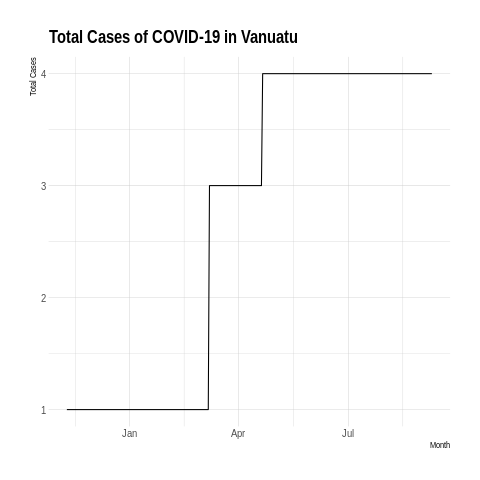 Total Cases of COVID-19 in Vanuatu
Total Cases
4
3
2
1
Jan Apr Jul
Month